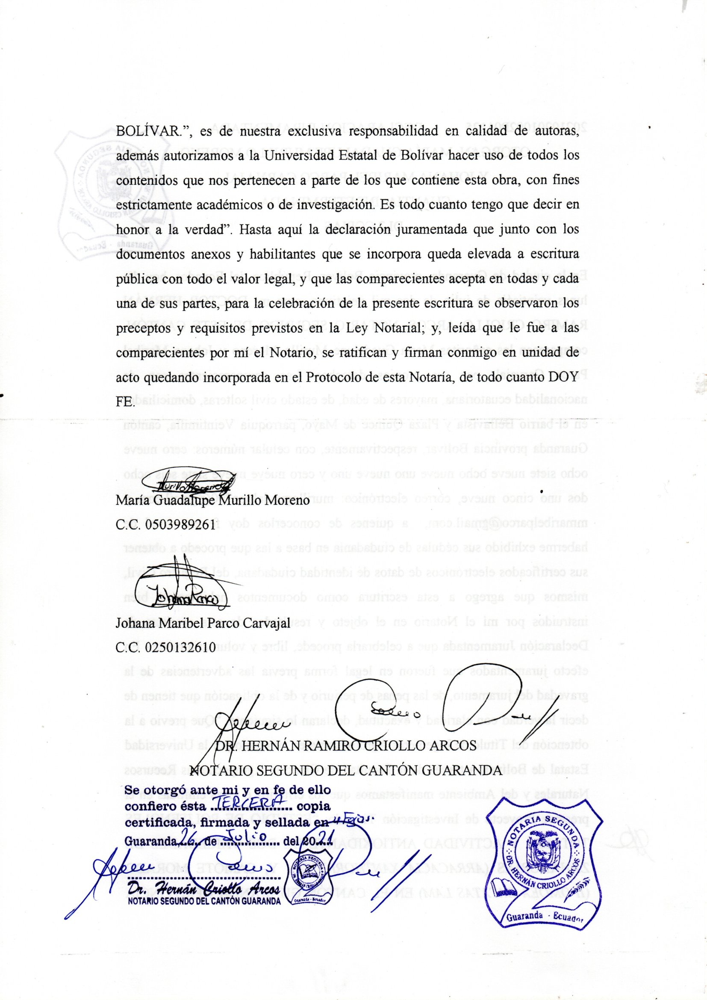 BOLÍVAR.”, es de nuestra exclusiva responsabilidad en calidad de autoras,
además autorizamos a la Universidad Estatal de Bolívar hacer uso de todos los
contenidos que nos pertenecen a parte de los que contiene esta obra, con fines
estrictamente académicos o de investigación. Es todo cuanto tengo que decir en
honor a la verdad”. Hasta aquí la declaración juramentada que junto con los
documentos anexos y habilitantes que se incorpora queda elevada a escritura
pública con todo el valor legal, y que las comparecientes acepta en todas y cada
una de sus partes, para la celebración de la presente escritura se observaron los
preceptos y requisitos previstos en la Ley Notarial; y, leída que le fue a las
comparecientes por mí el Notario, se ratifican y firman conmigo en unidad de
acto quedando incorporada en el Protocolo de esta Notaría, de todo cuanto DOY
FE.
María Guadalupe Murillo Moreno
C.C. 0503989261
Johana Parco
Johana Maribel Parco Carvajal
C.C. 0250132610
DR. HERNÁN RAMIRO CRIOLLO ARCOS
NOTARIO SEGUNDO DEL CANTÓN GUARANDA
Se otorgó ante mi y en fe de ello
confiero ésta TERCERA copia
certificada, firmada y sellada en
Guaranda, 26 de Julio del 2021
Dr. Hernán Criollo Arcos
NOTARIO SEGUNDO DEL CANTÓN GUARANDA
NOTARÍA SEGUNDA
Guaranda - Ecuador
NOTARIA SEGUNDA
DR. HERNÁN CRIOLLO ARCOS
Guaranda - Ecuador